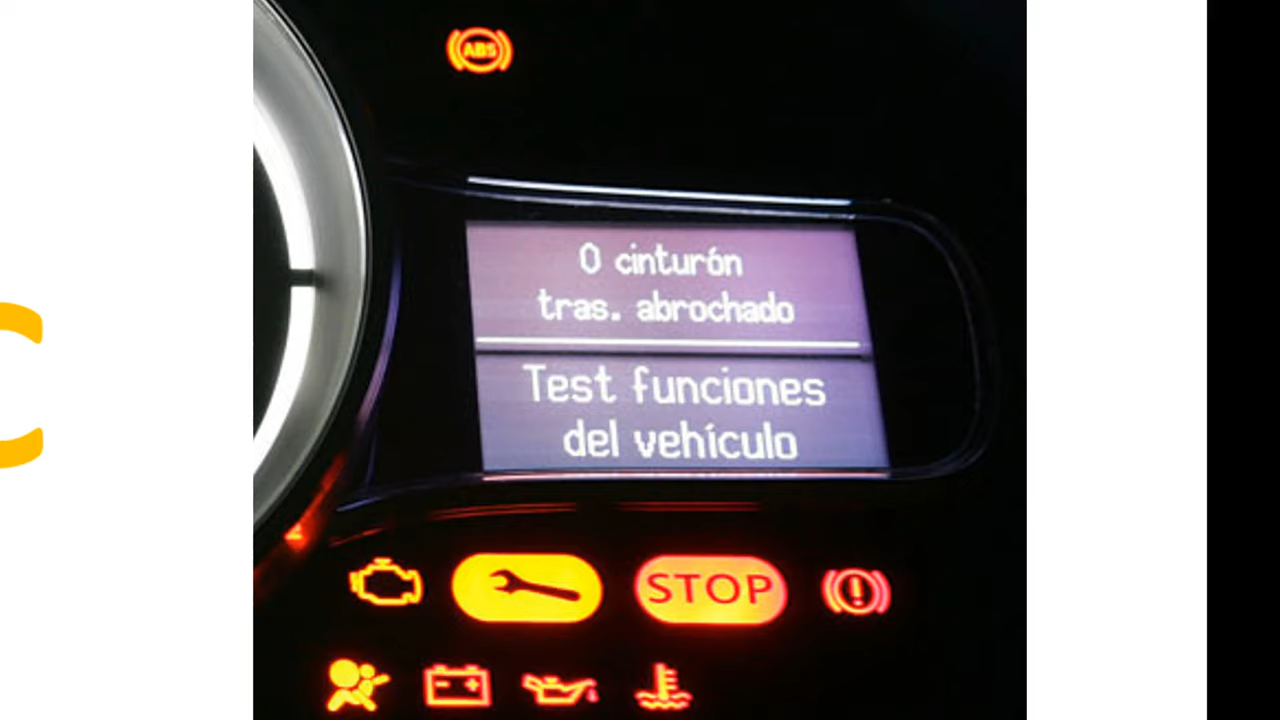 ABS
0 cinturón
tras. abrochado
Test funciones
del vehículo
STOP